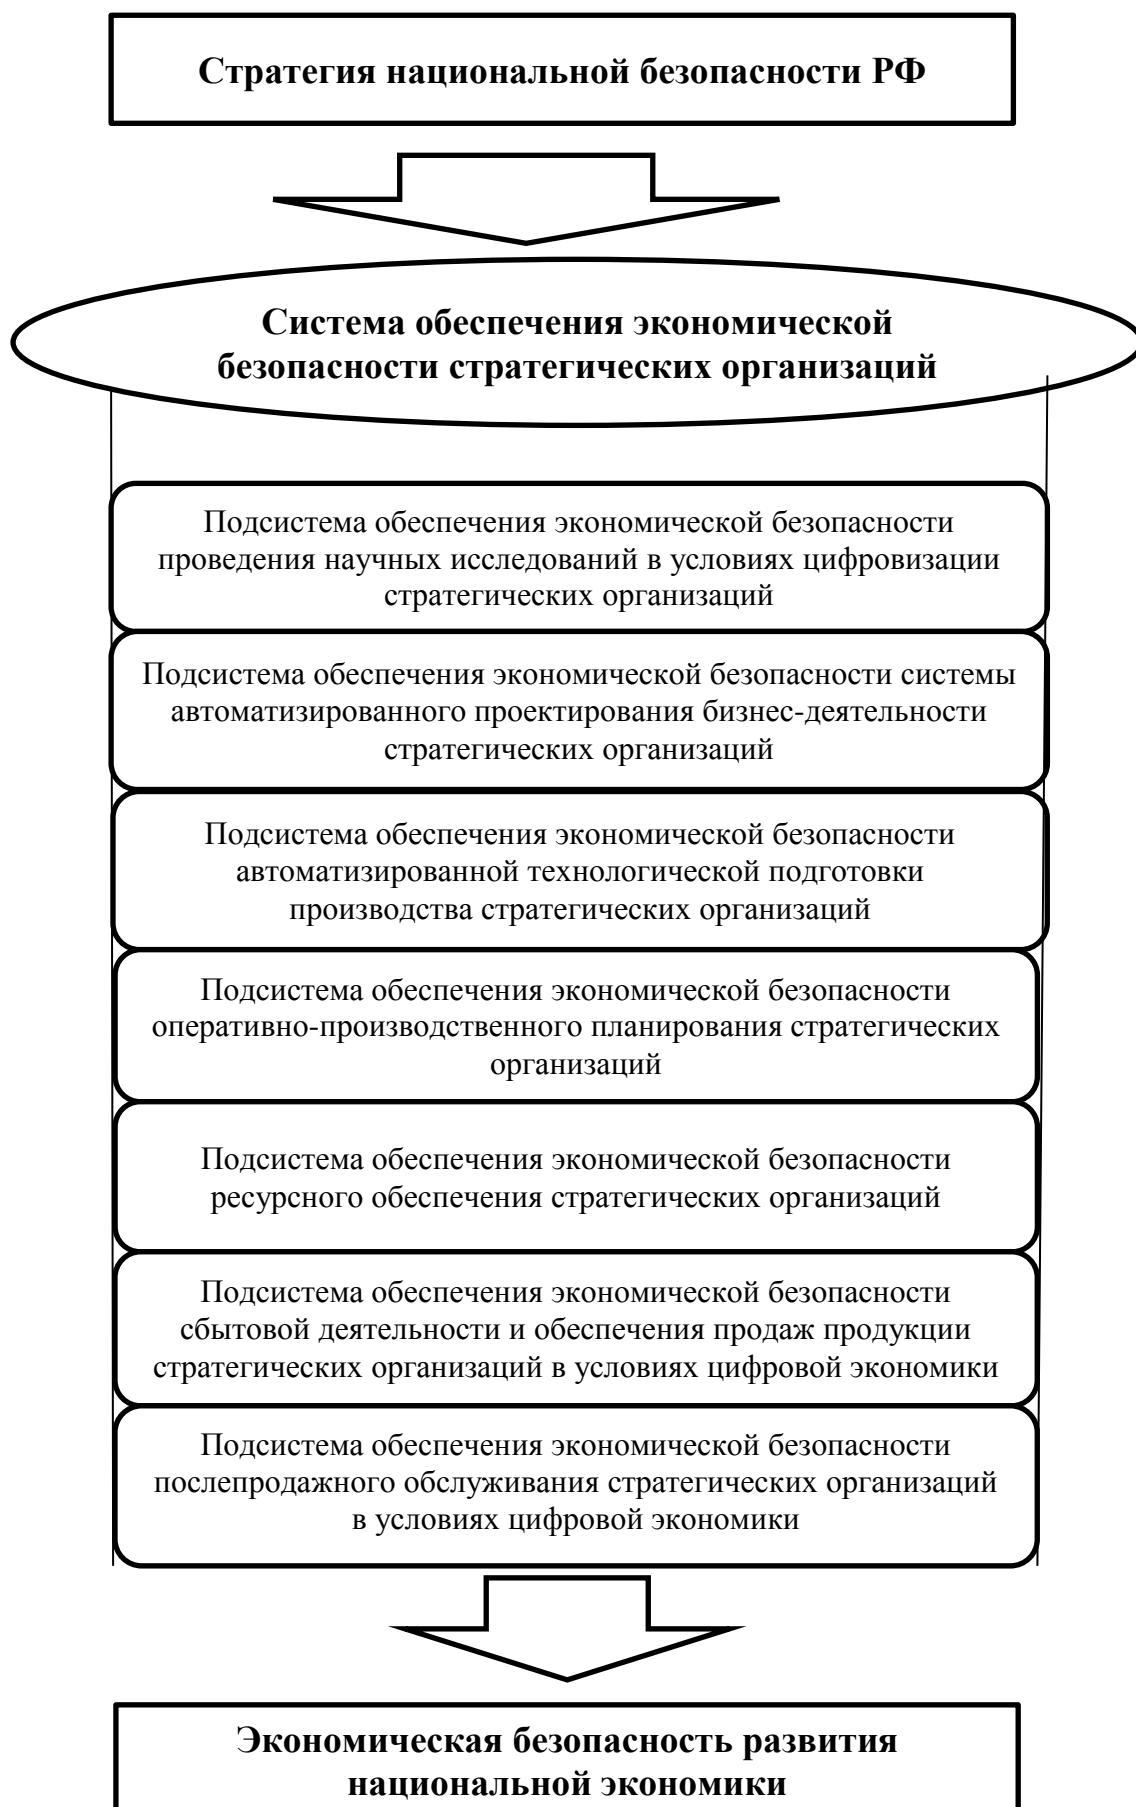 Стратегия национальной безопасности РФ
Система обеспечения экономической
безопасности стратегических организаций
Подсистема обеспечения экономической безопасности
проведения научных исследований в условиях цифровизации
стратегических организаций
Подсистема обеспечения экономической безопасности системы
автоматизированного проектирования бизнес-деятельности
стратегических организаций
Подсистема обеспечения экономической безопасности
автоматизированной технологической подготовки
производства стратегических организаций
Подсистема обеспечения экономической безопасности
оперативно-производственного планирования стратегических
организаций
Подсистема обеспечения экономической безопасности
ресурсного обеспечения стратегических организаций
Подсистема обеспечения экономической безопасности
сбытовой деятельности и обеспечения продаж продукции
стратегических организаций в условиях цифровой экономики
Подсистема обеспечения экономической безопасности
послепродажного обслуживания стратегических организаций
в условиях цифровой экономики
Экономическая безопасность развития
национальной экономики